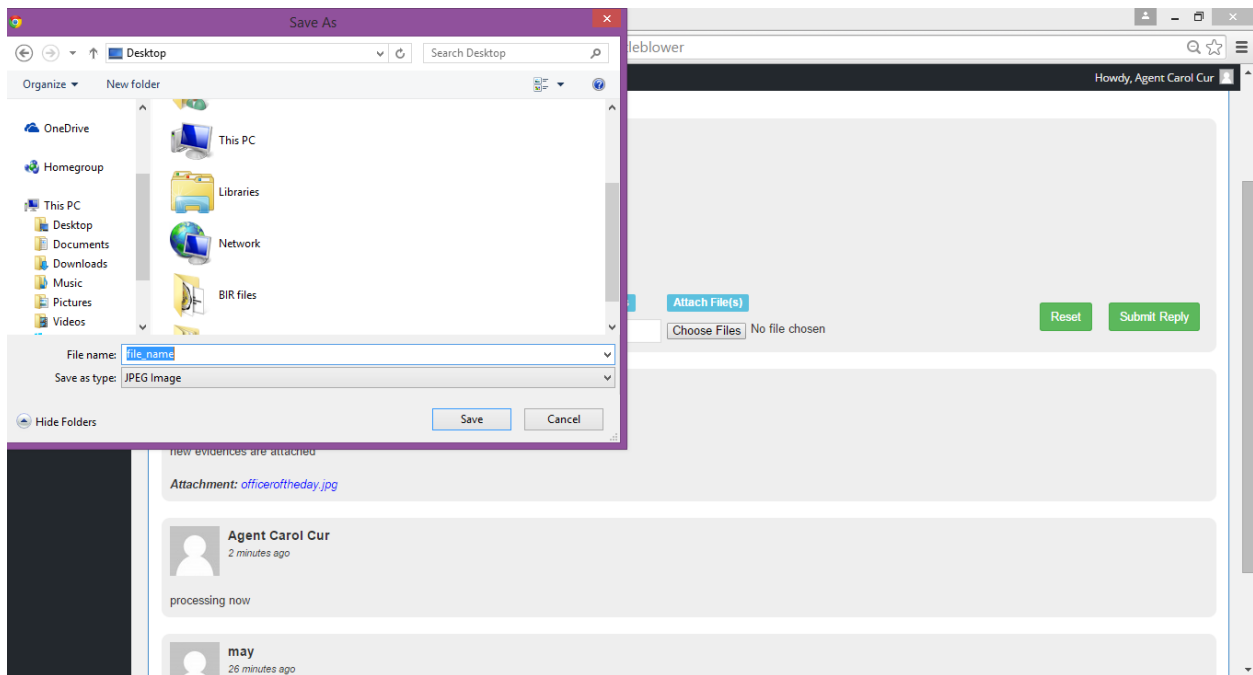 Save As
Desktop
Search Desktop
Organize
New folder
OneDrive
Homegroup
This PC
Desktop
Documents
Downloads
Music
Pictures
Videos
This PC
Libraries
Network
BIR files
File name: file_name
Save as type: JPEG Image
Hide Folders
Save
Cancel
leblower
Howdy, Agent Carol Cur
Attach File(s)
Choose Files No file chosen
Reset
Submit Reply
new evidences are attached
Attachment: officeroftheday.jpg
Agent Carol Cur
2 minutes ago
processing now
may
26 minutes ago